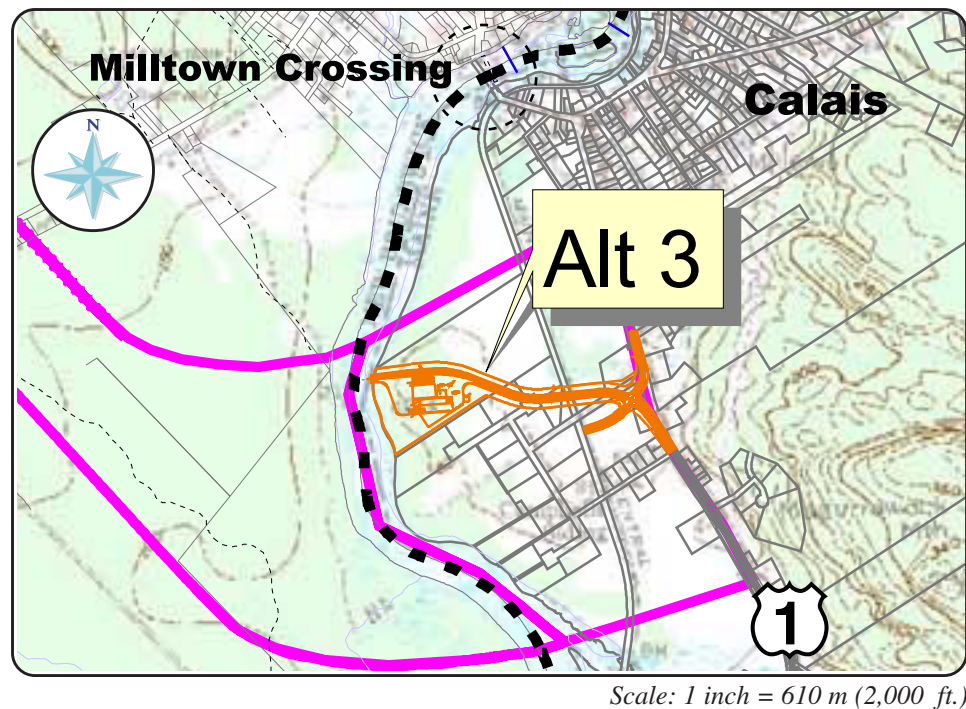 Milltown Crossing
Calais
N
Alt 3
1
Scale: 1 inch = 610 m (2,000 ft.)